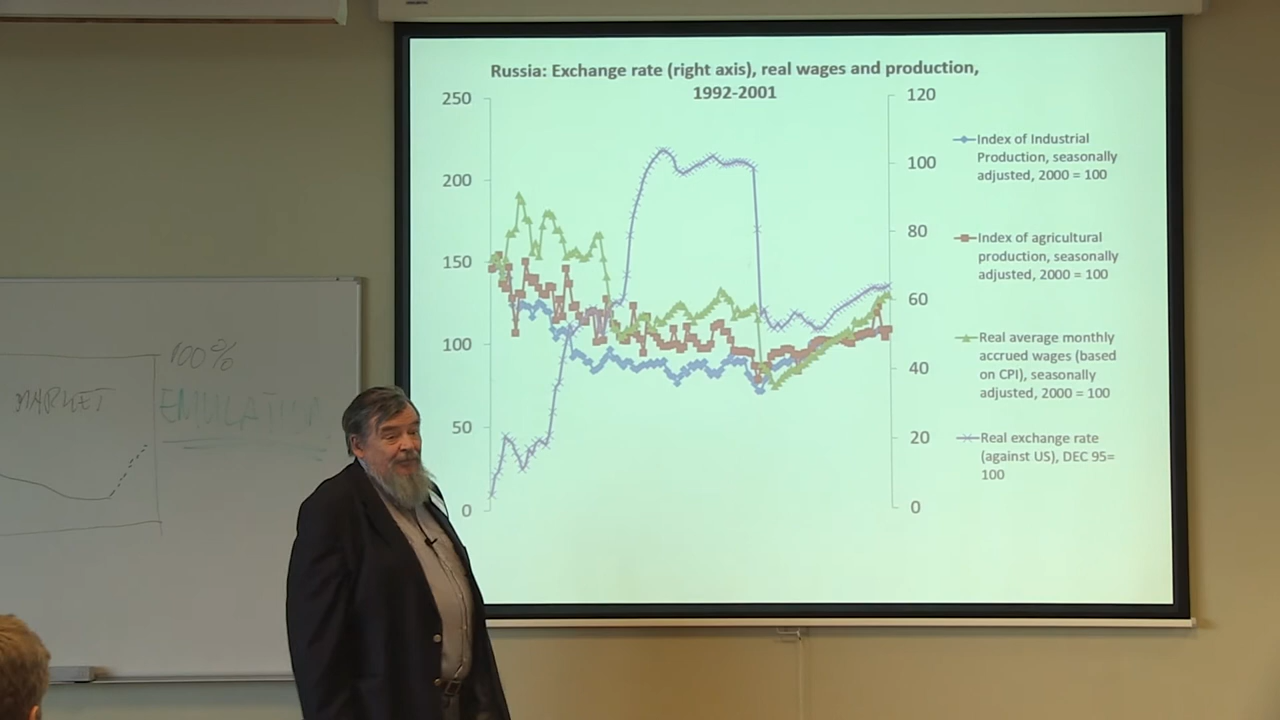 Russia: Exchange rate (right axis), real wages and production,
1992-2001
250
200
150
100
50
0
120
100
80
60
40
20
0
Index of Industrial
Production, seasonally
adjusted, 2000 = 100
Index of agricultural
production, seasonally
adjusted, 2000 = 100
Real average monthly
accrued wages (based
on CPI), seasonally
adjusted, 2000 = 100
Real exchange rate
(against US), DEC 95=
100
100%
MARKET
EMULATION